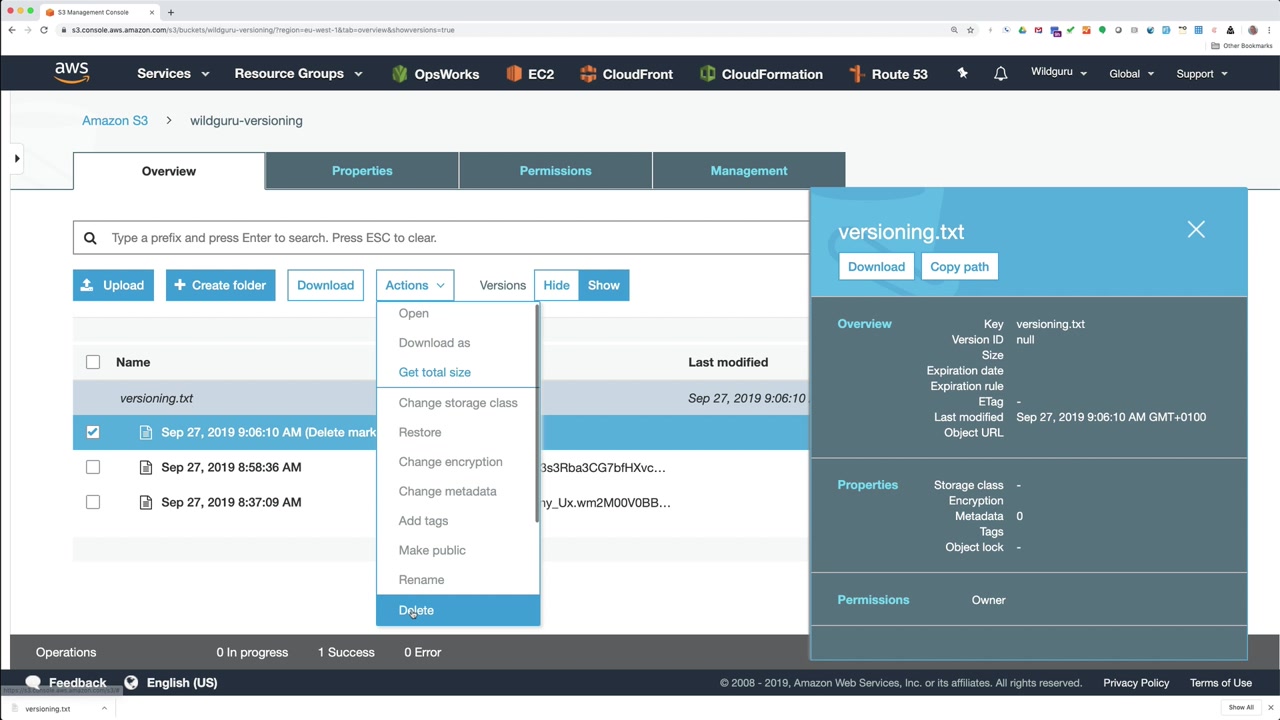 S3 Management Console
s3.console.aws.amazon.com/s3/buckets/wildguru-versioning/?region=eu-west-1&tab=overview&showversions=true
Other Bookmarks
aws Services Resource Groups OpsWorks EC2 CloudFront CloudFormation Route 53 Wildguru Global Support
Amazon S3 > wildguru-versioning
Overview Properties Permissions Management
Type a prefix and press Enter to search. Press ESC to clear.
Upload + Create folder Download Actions Versions Hide Show
Open
Download as
Get total size
Change storage class
Restore
Change encryption
Change metadata
Add tags
Make public
Rename
Delete
Name Last modified
versioning.txt Sep 27, 2019 9:06:10
Sep 27, 2019 9:06:10 AM (Delete mark
Sep 27, 2019 8:58:36 AM 3s3Rba3CG7bfHXvc...
Sep 27, 2019 8:37:09 AM ny_Ux.wm2M00V0BB...
versioning.txt
Download Copy path
Overview
Key versioning.txt
Version ID null
Size
Expiration date
Expiration rule
ETag -
Last modified Sep 27, 2019 9:06:10 AM GMT+0100
Object URL
Properties
Storage class -
Encryption
Metadata 0
Tags
Object lock -
Permissions
Owner
Operations 0 In progress 1 Success 0 Error
Feedback English (US) © 2008 - 2019, Amazon Web Services, Inc. or its affiliates. All rights reserved. Privacy Policy Terms of Use
https://s3.console.aws.amazon.com/s3/#
versioning.txt Show All